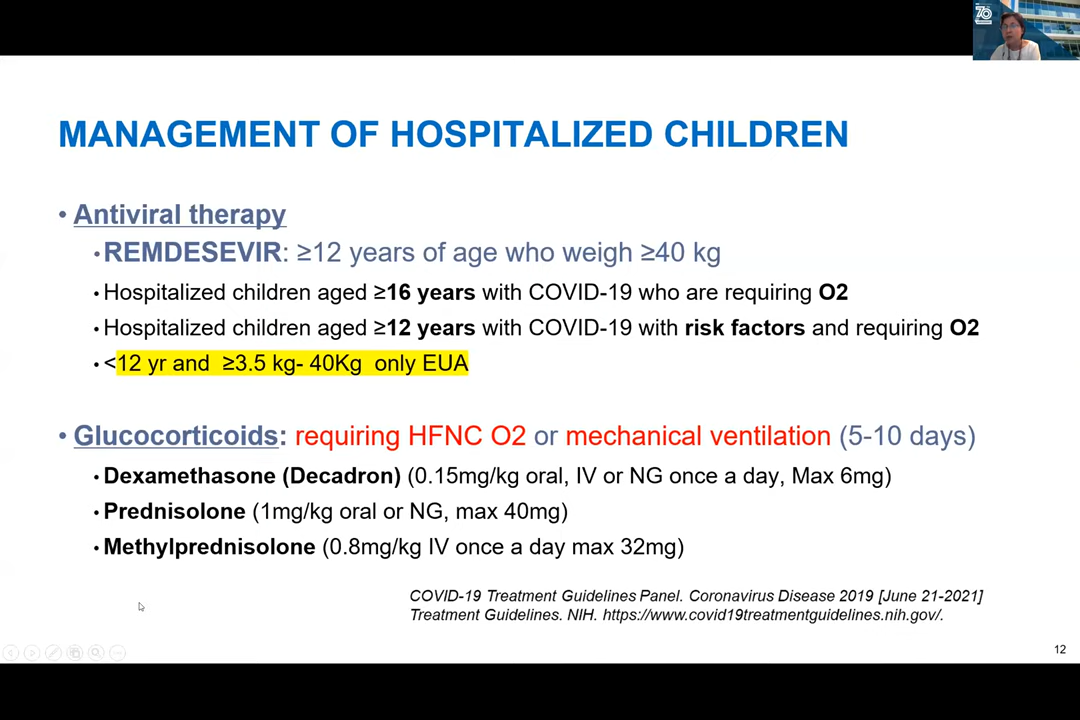 70
MANAGEMENT OF HOSPITALIZED CHILDREN
• Antiviral therapy
•REMDESEVIR: ≥12 years of age who weigh ≥40 kg
•Hospitalized children aged ≥16 years with COVID-19 who are requiring O2
•Hospitalized children aged ≥12 years with COVID-19 with risk factors and requiring O2
•<12 yr and ≥3.5 kg- 40Kg only EUA
• Glucocorticoids: requiring HFNC O2 or mechanical ventilation (5-10 days)
•Dexamethasone (Decadron) (0.15mg/kg oral, IV or NG once a day, Max 6mg)
•Prednisolone (1mg/kg oral or NG, max 40mg)
•Methylprednisolone (0.8mg/kg IV once a day max 32mg)
COVID-19 Treatment Guidelines Panel. Coronavirus Disease 2019 [June 21-2021]
Treatment Guidelines. NIH. https://www.covid19treatmentguidelines.nih.gov/.
12